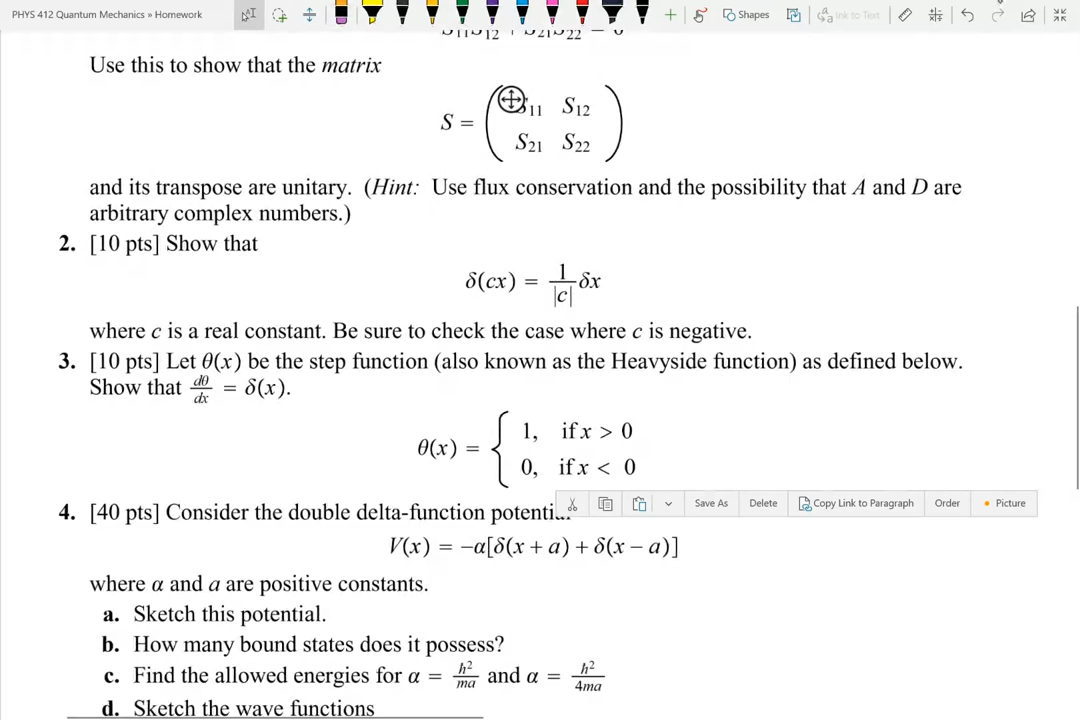 PHYS 412 Quantum Mechanics » Homework
Shapes
Link to Text
Use this to show that the matrix
S = ( S11 S12
S21 S22 )
and its transpose are unitary. (Hint: Use flux conservation and the possibility that A and D are
arbitrary complex numbers.)
2. [10 pts] Show that
δ(cx) = 1/|c| δx
where c is a real constant. Be sure to check the case where c is negative.
3. [10 pts] Let θ(x) be the step function (also known as the Heavyside function) as defined below.
Show that dθ/dx = δ(x).
θ(x) = { 1, if x > 0
0, if x < 0
Save As Delete Copy Link to Paragraph Order • Picture
4. [40 pts] Consider the double delta-function
V(x) = −α[δ(x + a) + δ(x − a)]
where α and a are positive constants.
a. Sketch this potential.
b. How many bound states does it possess?
c. Find the allowed energies for α = ħ²/ma and α = ħ²/4ma
d. Sketch the wave functions